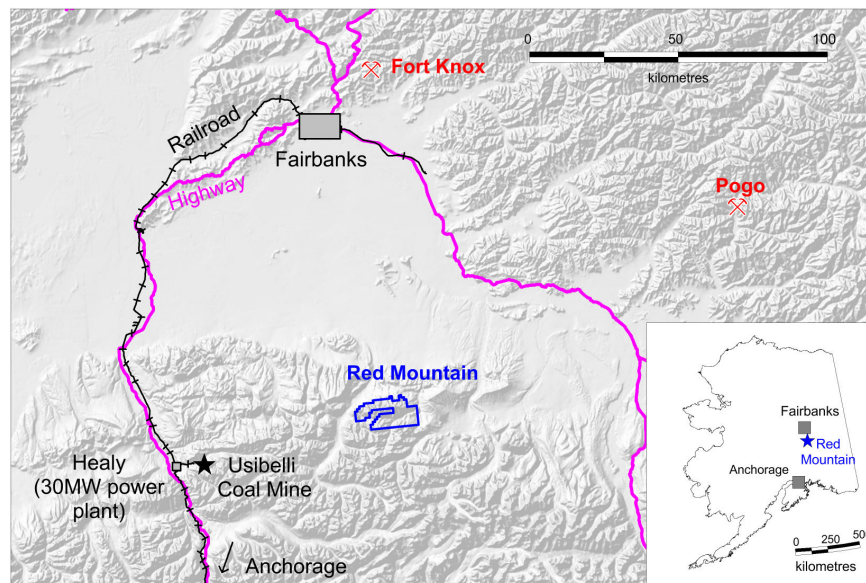 0 50 100
kilometres
Fort Knox
Railroad
Fairbanks
Highway
Pogo
Red Mountain
Healy
(30MW power
plant)
Usibelli
Coal Mine
Anchorage
Fairbanks
Red
Mountain
Anchorage
0 250 50
kilometres